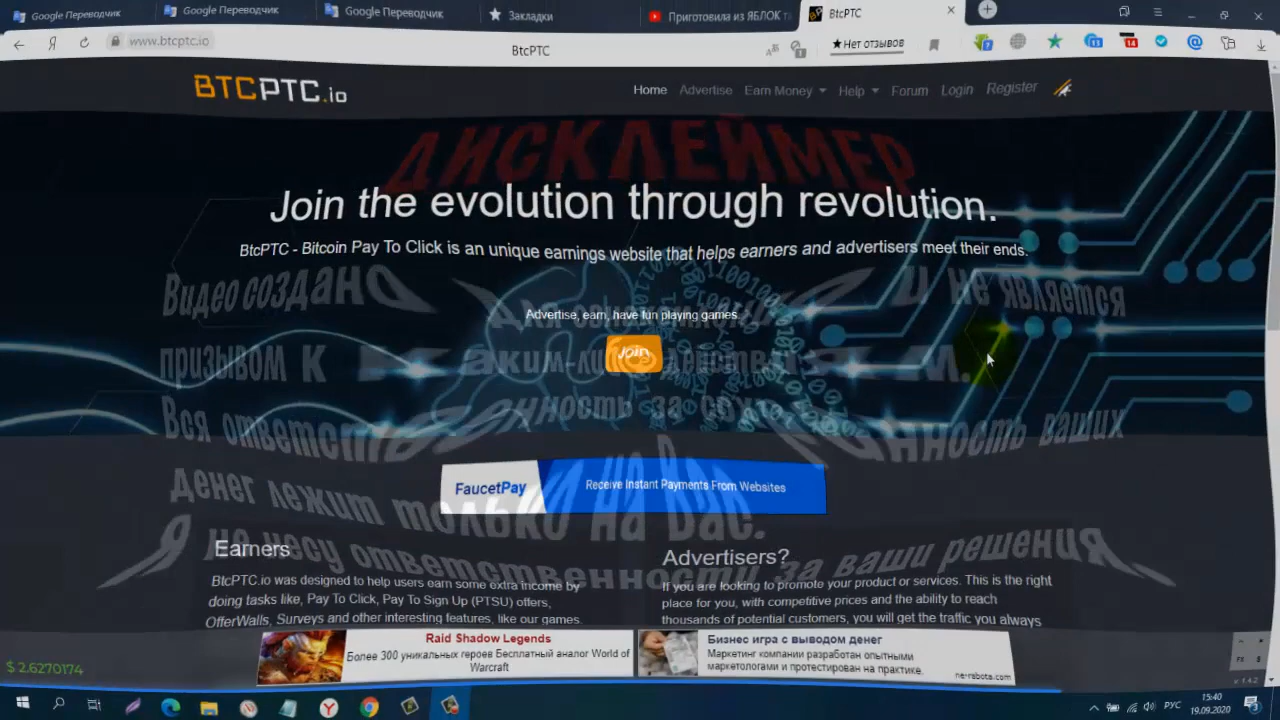 Google Переводчик
Google Переводчик
Google Переводчик
Закладки
Приготовила из ЯБЛОК
BtcPTC
www.btcptc.io
BtcPTC
★Нет отзывов
BTCPTC.io
Home
Advertise
Earn Money
Help
Forum
Login
Register
ДИСКЛЕЙМЕР
Join the evolution through revolution.
BtcPTC - Bitcoin Pay To Click is an unique earnings website that helps earners and advertisers meet their ends.
Видео создано для и не является
Advertise, earn, have fun playing games.
Join
призывом к
Вся за вашиx
денег лежит только на Вас.
FaucetPay
Receive Instant Payments From Websites
Я не несу ответственности за ваши решения
Earners
BtcPTC.io was designed to help users earn some extra income by
doing tasks like, Pay To Click, Pay To Sign Up (PTSU) offers,
OfferWalls, Surveys and other interesting features, like our games.
Advertisers?
If you are looking to promote your product or services. This is the right
place for you, with competitive prices and the ability to reach
thousands of potential customers, you will get the traffic you always
Raid Shadow Legends
Более 300 уникальных героев Бесплатный аналог World of
Warcraft
Бизнес игра с выводом денег
Маркетинг компании разработан опытными
маркетологами и протестирован на практике.
ne-rabota.com
$ 2.6270174
v: 1.4.2
РУС
15:40
19.09.2020